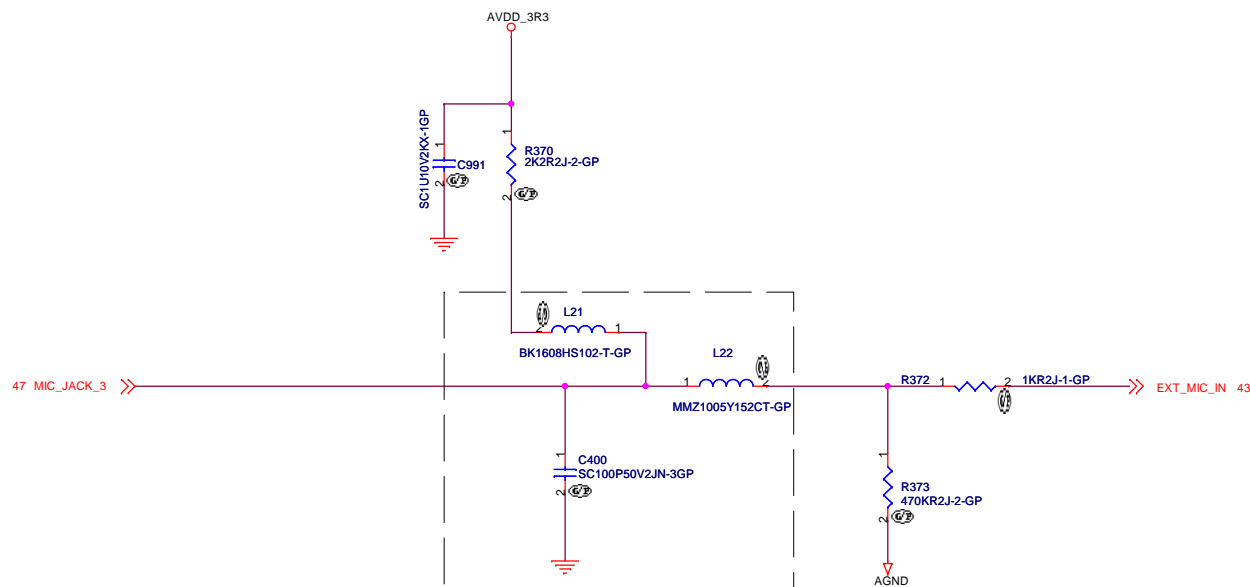 AVDD_3R3
SC1U10V2KX-1GP
1
C991
2
G/P
1
R370
2K2R2J-2-GP
2
G/P
L21
2
1
BK1608HS102-T-GP
L22
47 MIC_JACK_3
1
2
MMZ1005Y152CT-GP
R372
1
2
1KR2J-1-GP
EXT_MIC_IN 43
1
C400
SC100P50V2JN-3GP
2
G/P
1
R373
470KR2J-2-GP
2
G/P
AGND